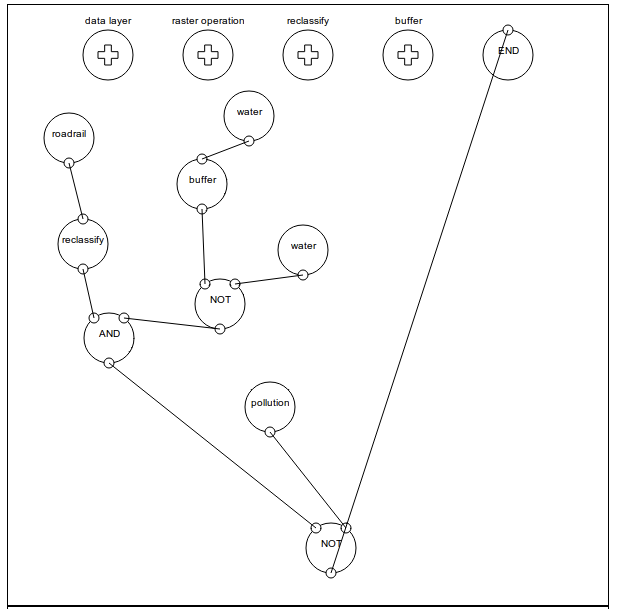 data layer
raster operation
reclassify
buffer
END
water
roadrail
buffer
reclassify
water
NOT
AND
pollution
NOT